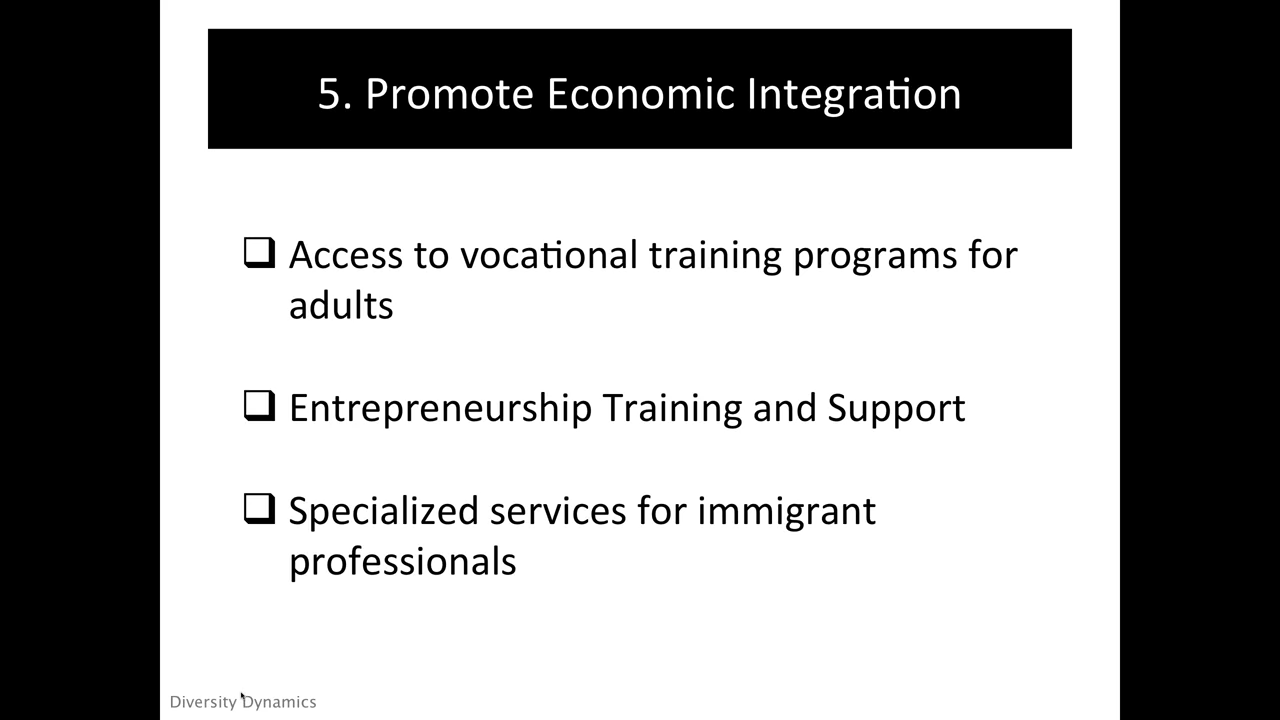 5. Promote Economic Integration
❑ Access to vocational training programs for
adults
❑ Entrepreneurship Training and Support
❑ Specialized services for immigrant
professionals
Diversity Dynamics